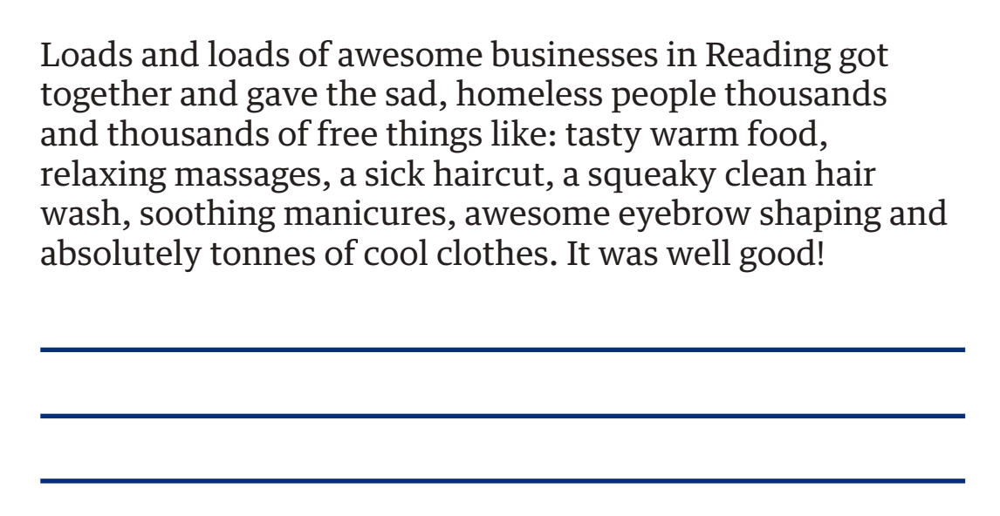 Loads and loads of awesome businesses in Reading got
together and gave the sad, homeless people thousands
and thousands of free things like: tasty warm food,
relaxing massages, a sick haircut, a squeaky clean hair
wash, soothing manicures, awesome eyebrow shaping and
absolutely tonnes of cool clothes. It was well good!